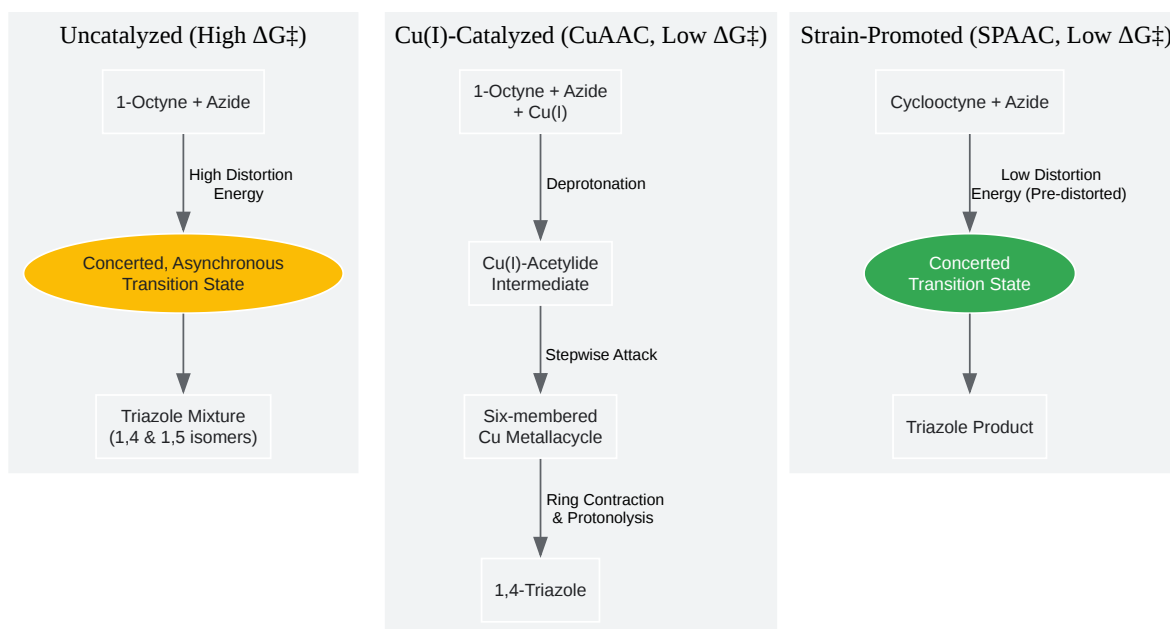 Uncatalyzed (High ΔG‡)
1-Octyne + Azide
High Distortion
Energy
Concerted, Asynchronous
Transition State
Triazole Mixture
(1,4 & 1,5 isomers)
Cu(I)-Catalyzed (CuAAC, Low ΔG‡)
1-Octyne + Azide
+ Cu(I)
Deprotonation
Cu(I)-Acetylide
Intermediate
Stepwise Attack
Six-membered
Cu Metallacycle
Ring Contraction
& Protonolysis
1,4-Triazole
Strain-Promoted (SPAAC, Low ΔG‡)
Cyclooctyne + Azide
Low Distortion
Energy (Pre-distorted)
Concerted
Transition State
Triazole Product